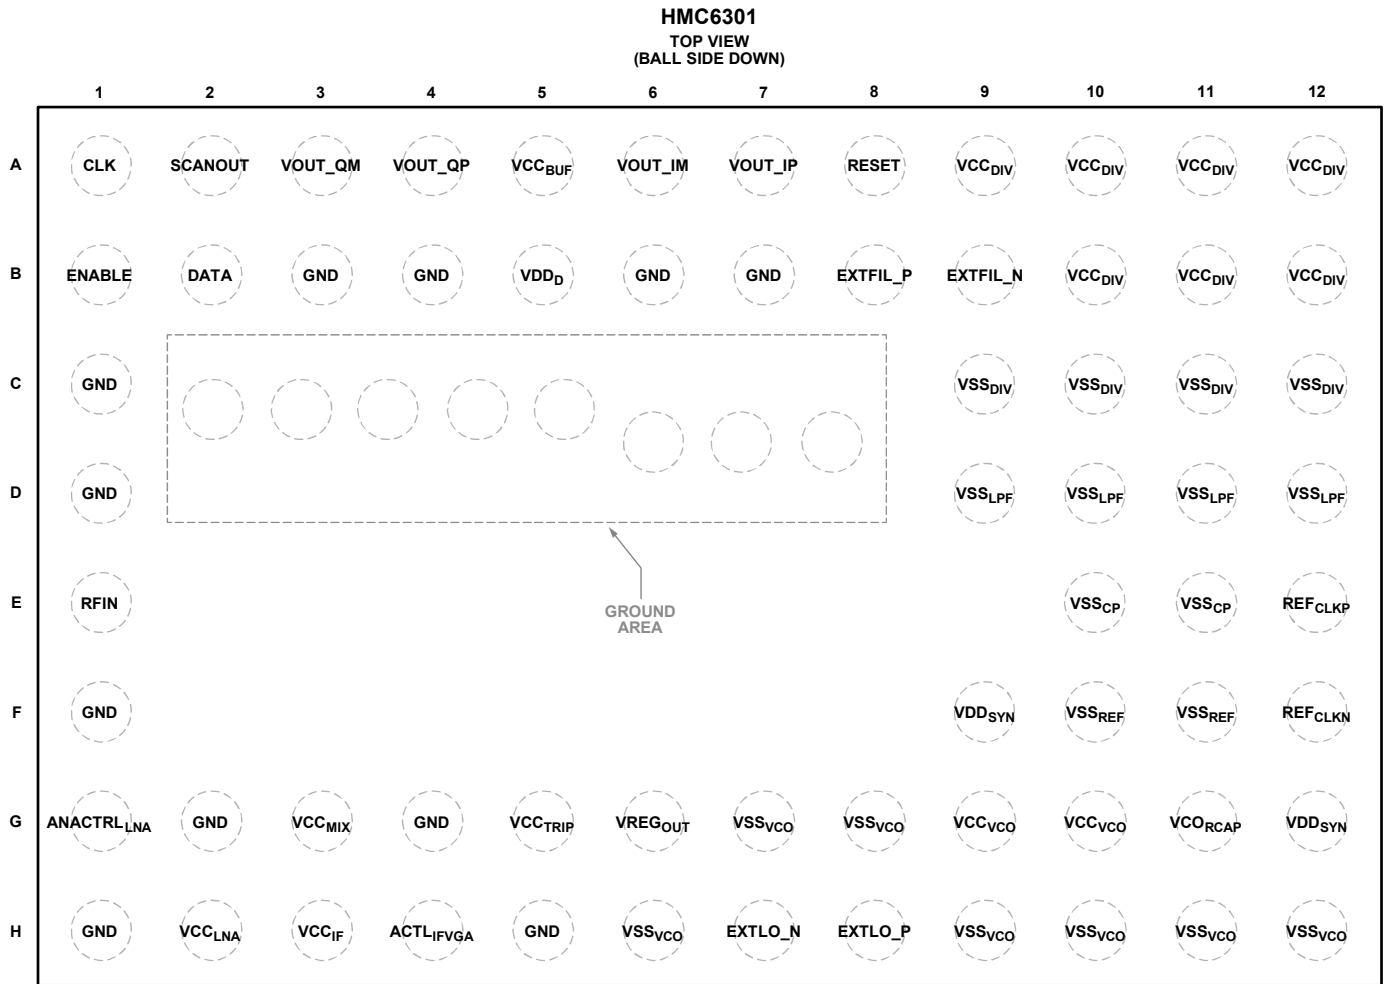 HMC6301
TOP VIEW
(BALL SIDE DOWN)
1 2 3 4 5 6 7 8 9 10 11 12
A CLK SCANOUT VOUT_QM VOUT_QP VCCBUF VOUT_IM VOUT_IP RESET VCCDIV VCCDIV VCCDIV VCCDIV
B ENABLE DATA GND GND VDDD GND GND EXTFIL_P EXTFIL_N VCCDIV VCCDIV VCCDIV
C GND VSSDIV VSSDIV VSSDIV VSSDIV
D GND VSSLPF VSSLPF VSSLPF VSSLPF
E RFIN VSSCP VSSCP REFCLKP
GROUND
AREA
F GND VDDSYN VSSREF VSSREF REFCLKN
G ANACTRLLNA GND VCCMIX GND VCCTRIP VREGOUT VSSVCO VSSVCO VCCVCO VCCVCO VCORCAP VDDSYN
H GND VCCLNA VCCIF ACTLIFVGA GND VSSVCO EXTLO_N EXTLO_P VSSVCO VSSVCO VSSVCO VSSVCO